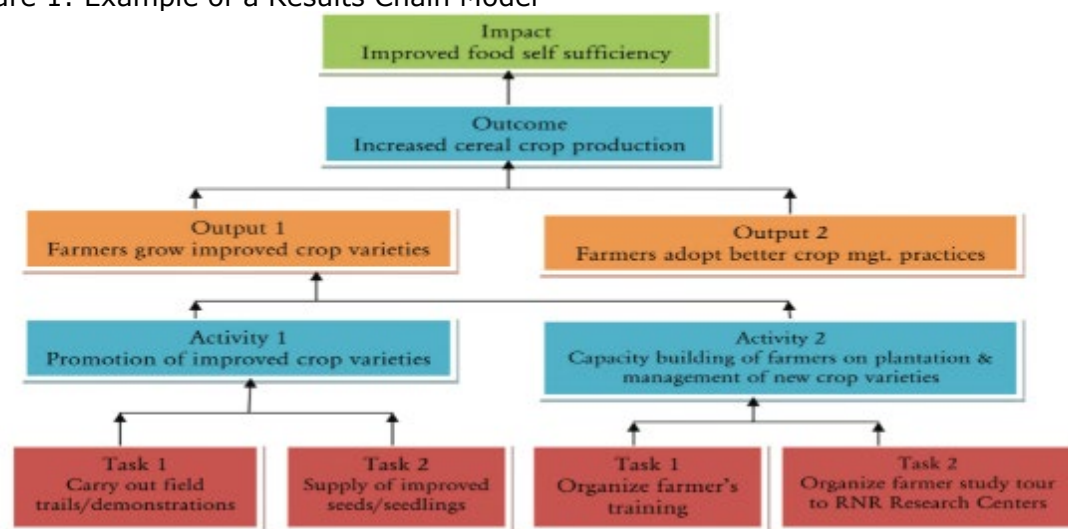 Figure 1: Example of a Results Chain Model
Impact
Improved food self sufficiency
Outcome
Increased cereal crop production
Output 1
Farmers grow improved crop varieties
Output 2
Farmers adopt better crop mgt. practices
Activity 1
Promotion of improved crop varieties
Activity 2
Capacity building of farmers on plantation &
management of new crop varieties
Task 1
Carry out field
trails/demonstrations
Task 2
Supply of improved
seeds/seedlings
Task 1
Organize farmer's
training
Task 2
Organize farmer study tour
to RNR Research Centers